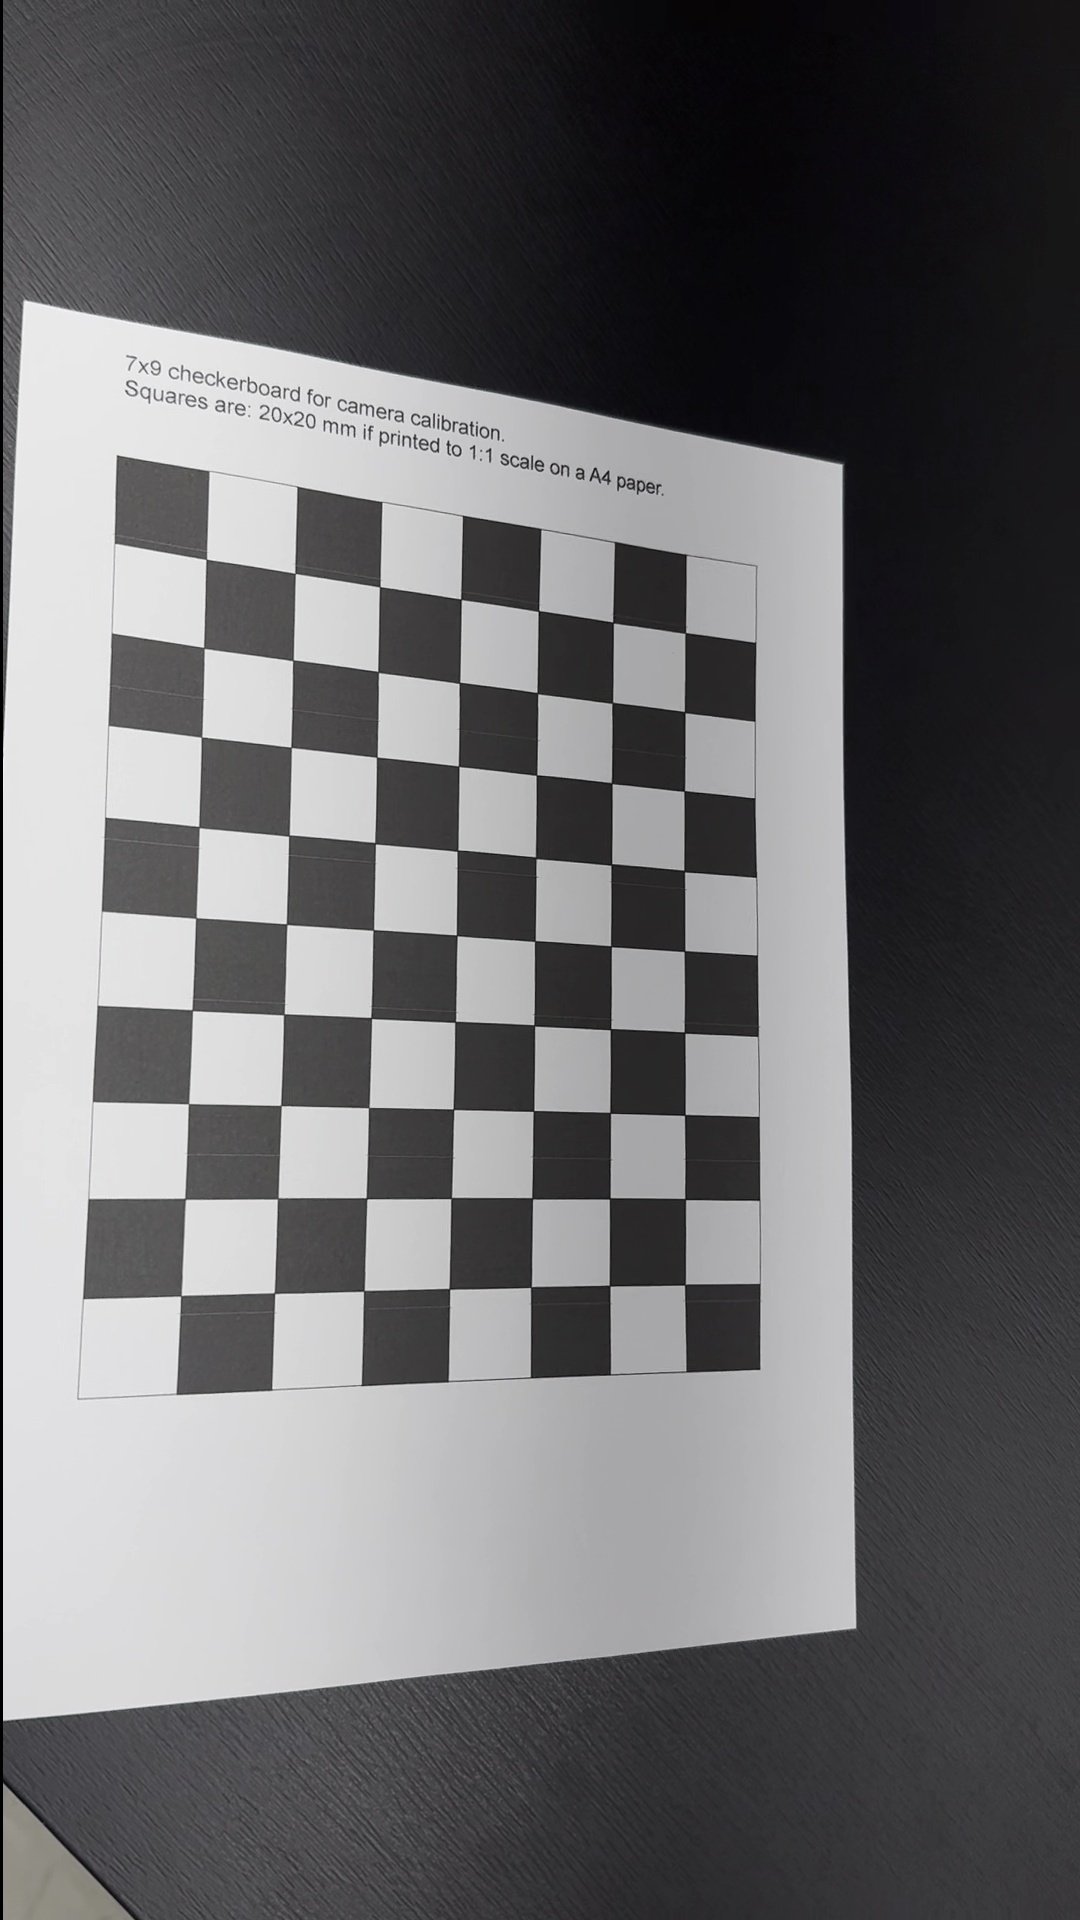 7x9 checkerboard for camera calibration.
Squares are: 20x20 mm if printed to 1:1 scale on a A4 paper.